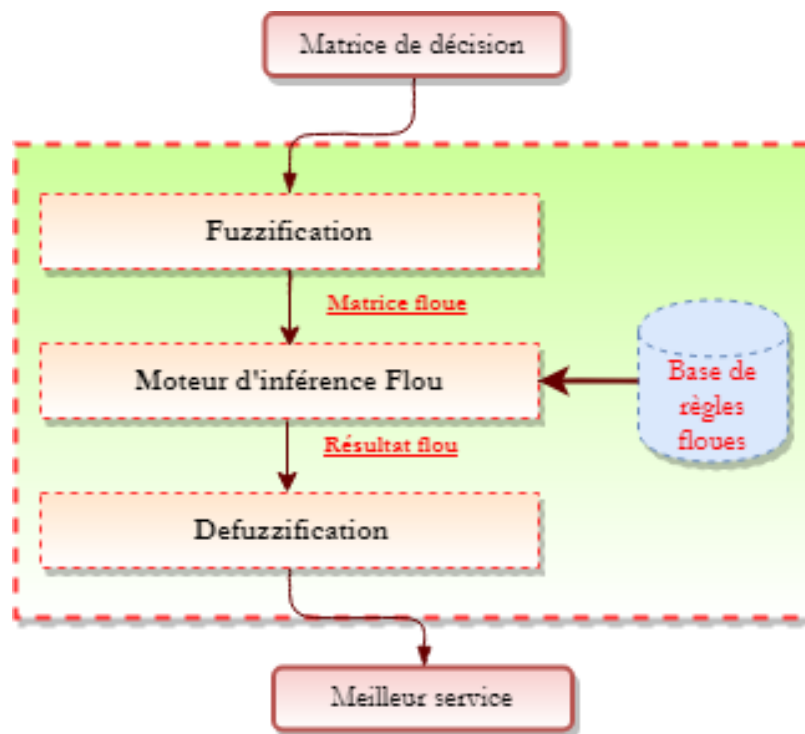 Matrice de décision
Fuzzification
Matrice floue
Moteur d'inférence Flou
Base de
règles
floues
Résultat flou
Defuzzification
Meilleur service